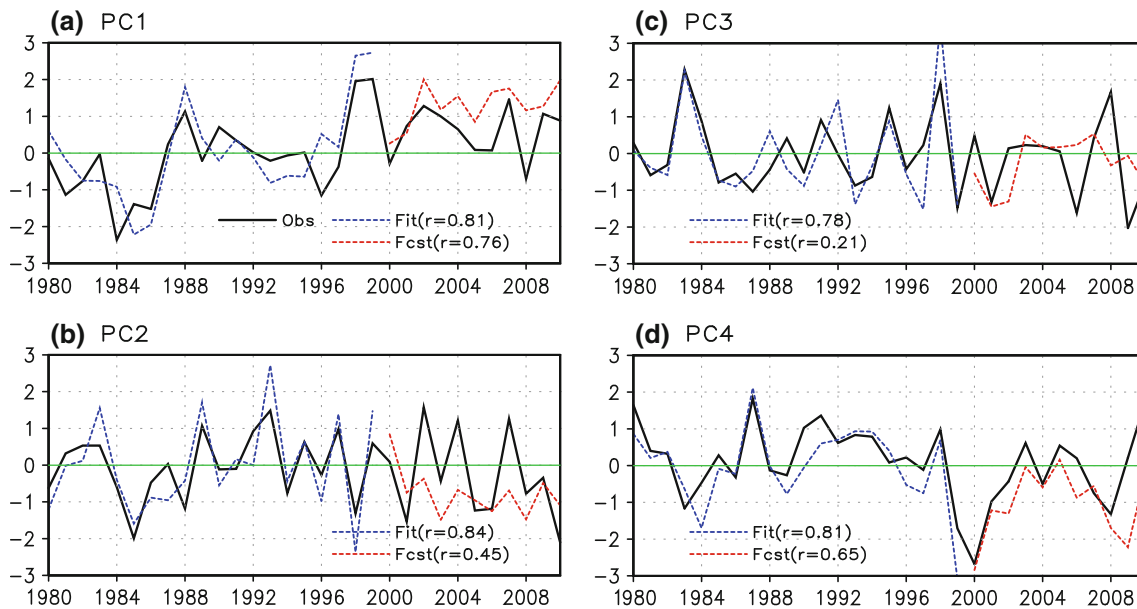 (a) PC1
3
2
1
0
-1
-2
-3
Obs
Fit(r=0.81)
Fcst(r=0.76)
1980 1984 1988 1992 1996 2000 2004 2008
(c) PC3
3
2
1
0
-1
-2
-3
Fit(r=0.78)
Fcst(r=0.21)
1980 1984 1988 1992 1996 2000 2004 2008
(b) PC2
3
2
1
0
-1
-2
-3
Fit(r=0.84)
Fcst(r=0.45)
1980 1984 1988 1992 1996 2000 2004 2008
(d) PC4
3
2
1
0
-1
-2
-3
Fit(r=0.81)
Fcst(r=0.65)
1980 1984 1988 1992 1996 2000 2004 2008